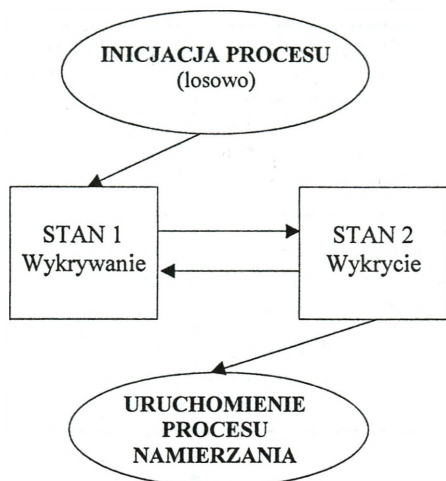 INICJACJA PROCESU
(losowo)
STAN 1
Wykrywanie
STAN 2
Wykrycie
URUCHOMIENIE
PROCESU
NAMIERZANIA